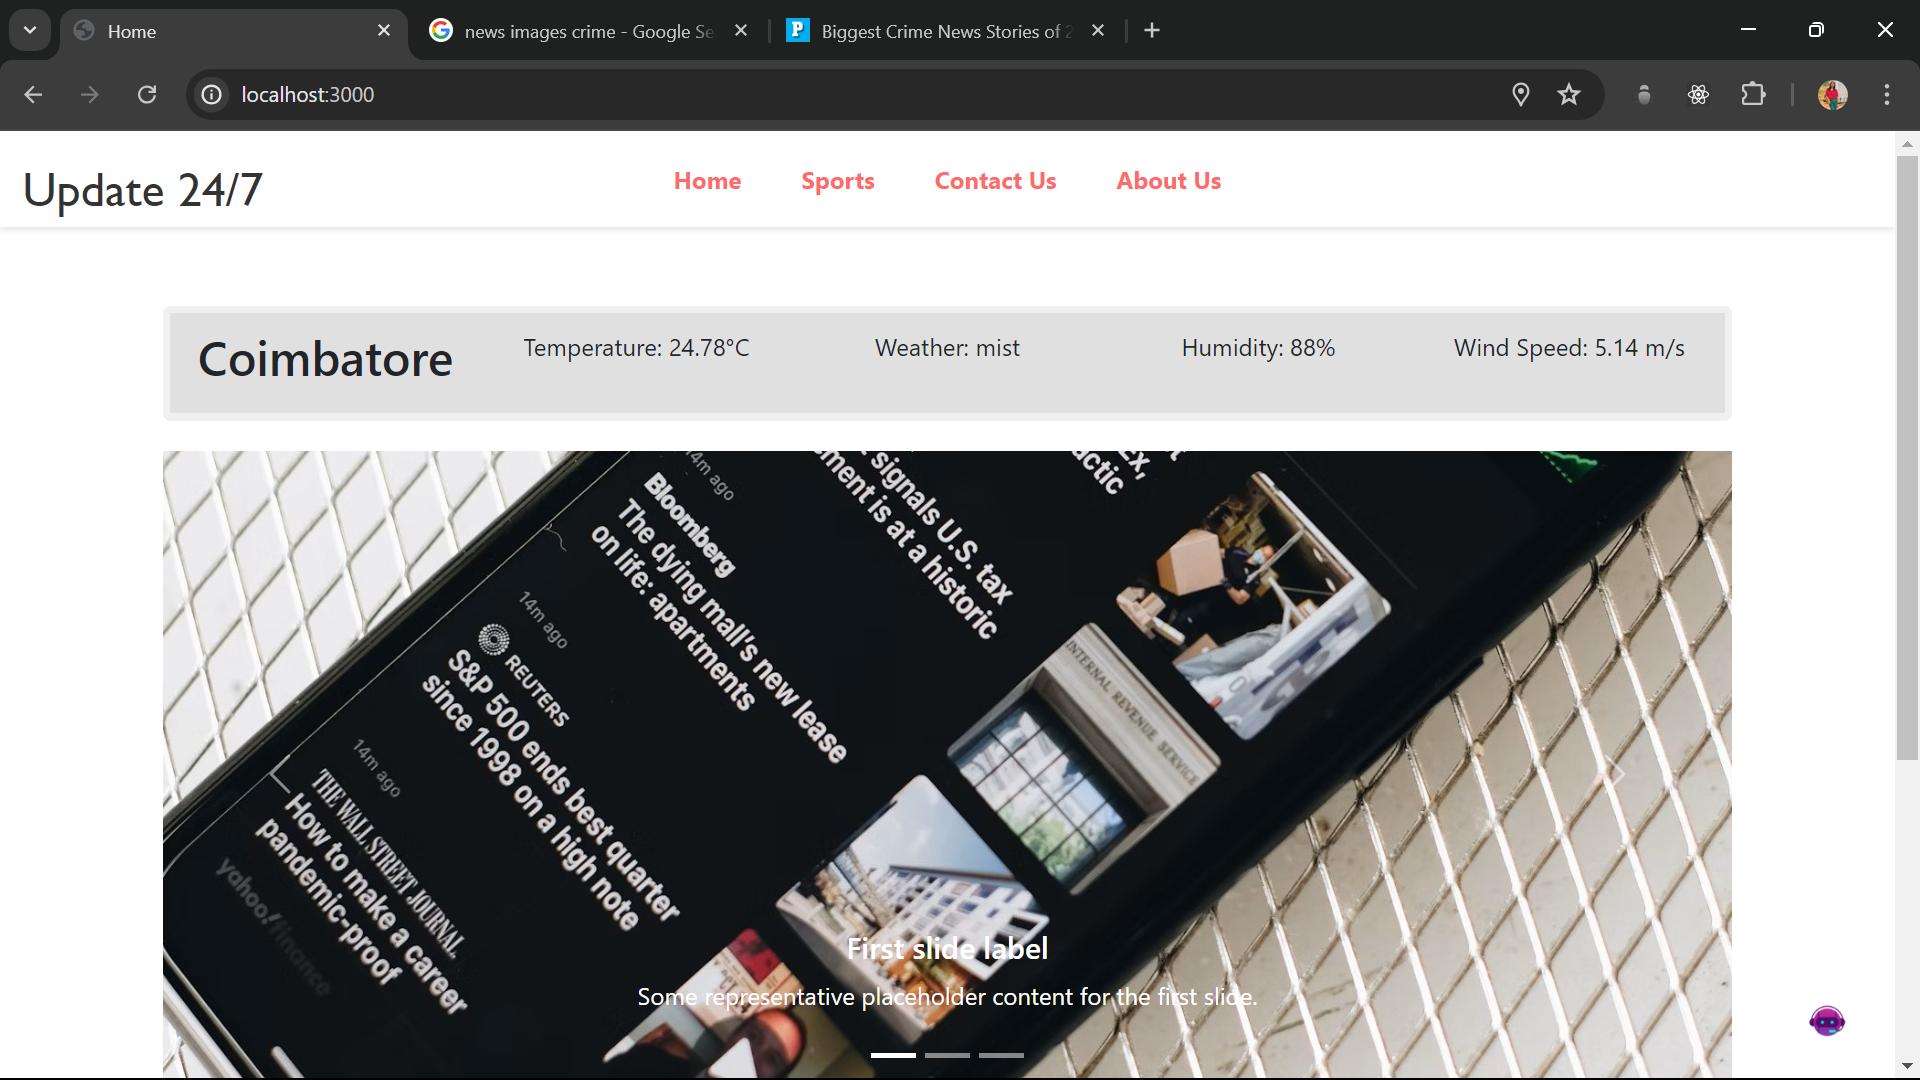 Home
news images crime - Google Se
Biggest Crime News Stories of 2
localhost:3000
Update 24/7
Home
Sports
Contact Us
About Us
Coimbatore
Temperature: 24.78°C
Weather: mist
Humidity: 88%
Wind Speed: 5.14 m/s
14m ago
Bloomberg
The dying mall's new lease
on life: apartments
signals U.S. tax
ment is at a historic
14m ago
REUTERS
S&P 500 ends best quarter
since 1998 on a high note
14m ago
THE WALL STREET JOURNAL
How to make a career
pandemic-proof
yahoo/finance
INTERNAL REVENUE SERVICE
First slide label
Some representative placeholder content for the first slide.